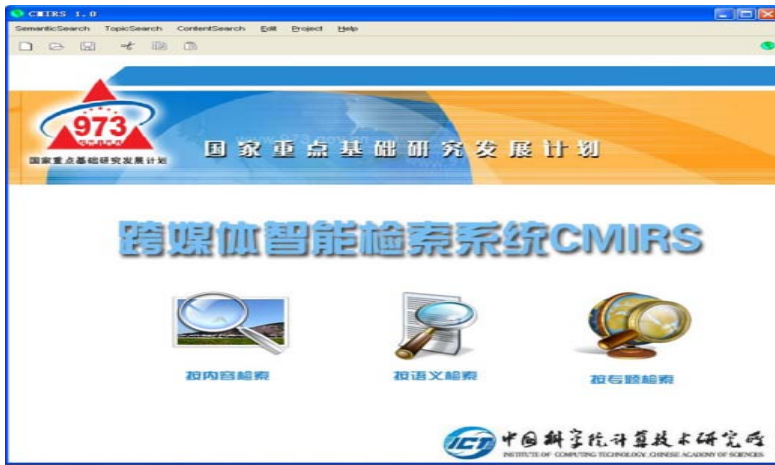 CMIRS 1.0
SemanticSearch TopicSearch ContentSearch Edit Project Help
973
国家重点基础研究发展计划
国家重点基础研究发展计划
跨媒体智能检索系统CMIRS
按内容检索 按语义检索 按专题检索
ICT 中国科学院计算技术研究所
INSTITUTE OF COMPUTING TECHNOLOGY, CHINESE ACADEMY OF SCIENCES